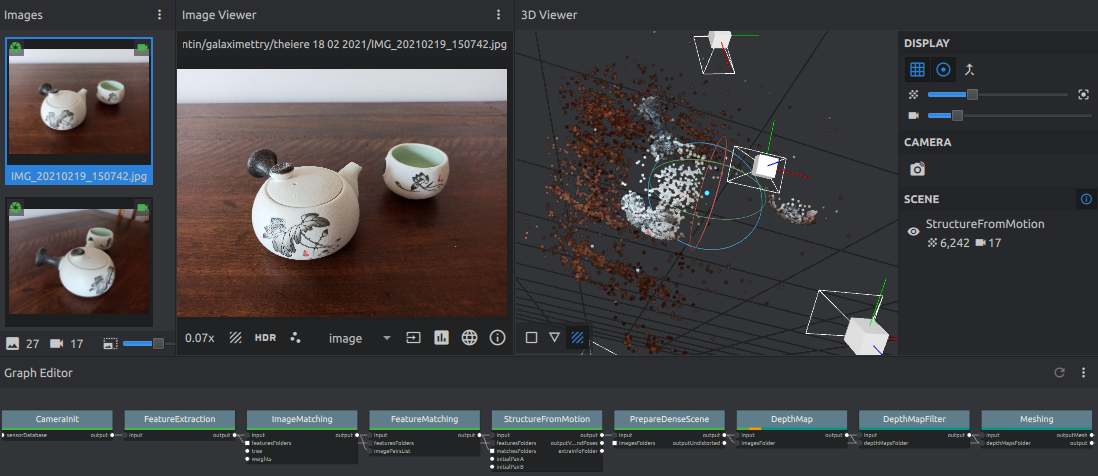 Images
Image Viewer
3D Viewer
ntin/galaximettry/theiere 18 02 2021/IMG_20210219_150742.jpg
IMG_20210219_150742.jpg
DISPLAY
CAMERA
SCENE
StructureFromMotion
6,242 17
27 17
0.07x HDR image
Graph Editor
CameraInit FeatureExtraction ImageMatching FeatureMatching StructureFromMotion PrepareDenseScene DepthMap DepthMapFilter Meshing
sensorDatabase output input output input output input output input output input output input output input output input outputMesh
featuresFolders featuresFolders featuresFolders outputV...ndPoses imagesFolders outputUndistorted imagesFolder depthMapsFolder depthMapsFolder output
tree imagePairsList matchesFolders extraInfoFolder
weights initialPairA
initialPairB